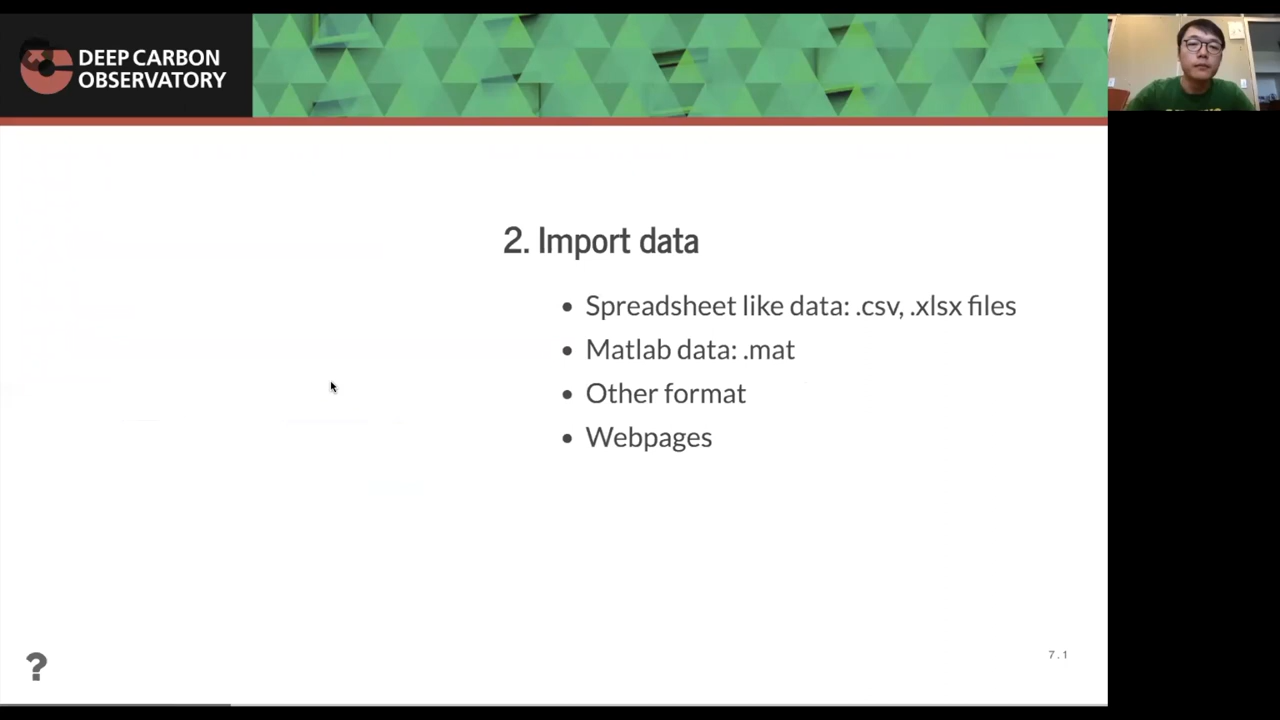 DEEP CARBON
OBSERVATORY
2. Import data
Spreadsheet like data: .csv, .xlsx files
Matlab data: .mat
Other format
Webpages
?
7.1